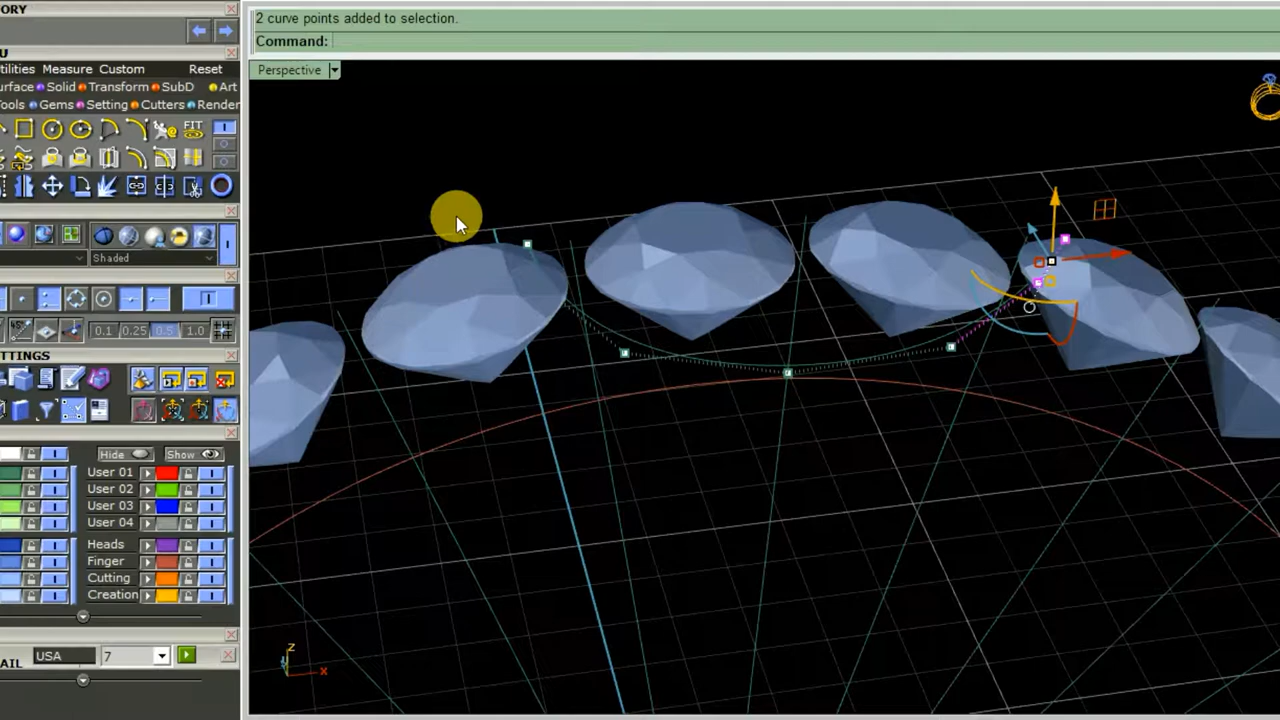 ORY
2 curve points added to selection.
Command:
U
tilities Measure Custom Reset
urface Solid Transform SubD Art
ools Gems Setting Cutters Render
FIT
Perspective
Shaded
0.1 0.25 0.5 1.0
ETTINGS
Hide Show
User 01
User 02
User 03
User 04
Heads
Finger
Cutting
Creation
AIL USA 7
z
x